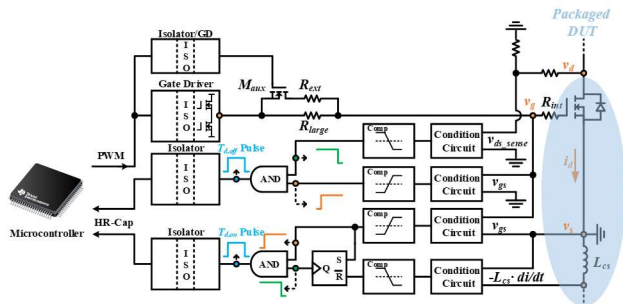 Packaged
DUT
Isolator/GD
I
S
O
Gate Driver
I
S
O
M_aux
R_ext
R_large
v_d
v_g
R_int
PWM
Isolator
I
S
O
T_d,off Pulse
AND
Comp
Condition
Circuit
v_ds_sense
Condition
Circuit
v_gs
i_d
Microcontroller
HR-Cap
Isolator
I
S
O
T_d,on Pulse
AND
Q
S
R̅
Comp
Condition
Circuit
v_gs
v_s
Comp
Condition
Circuit
-L_cs· di/dt
L_cs